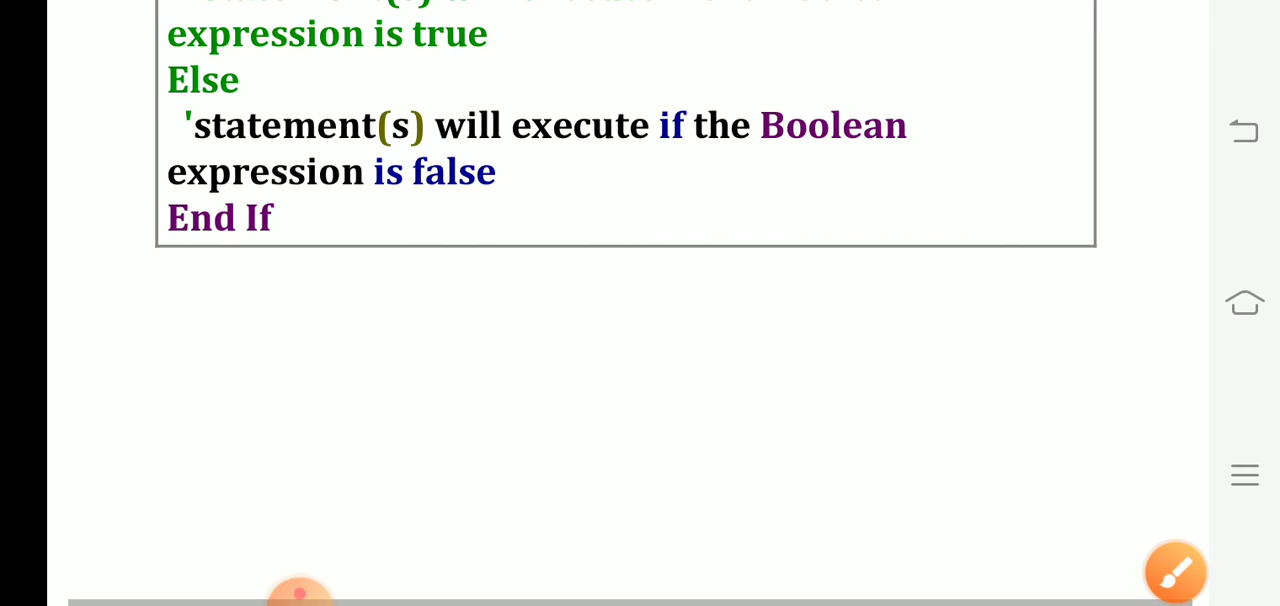 expression is true
Else
'statement(s) will execute if the Boolean
expression is false
End If